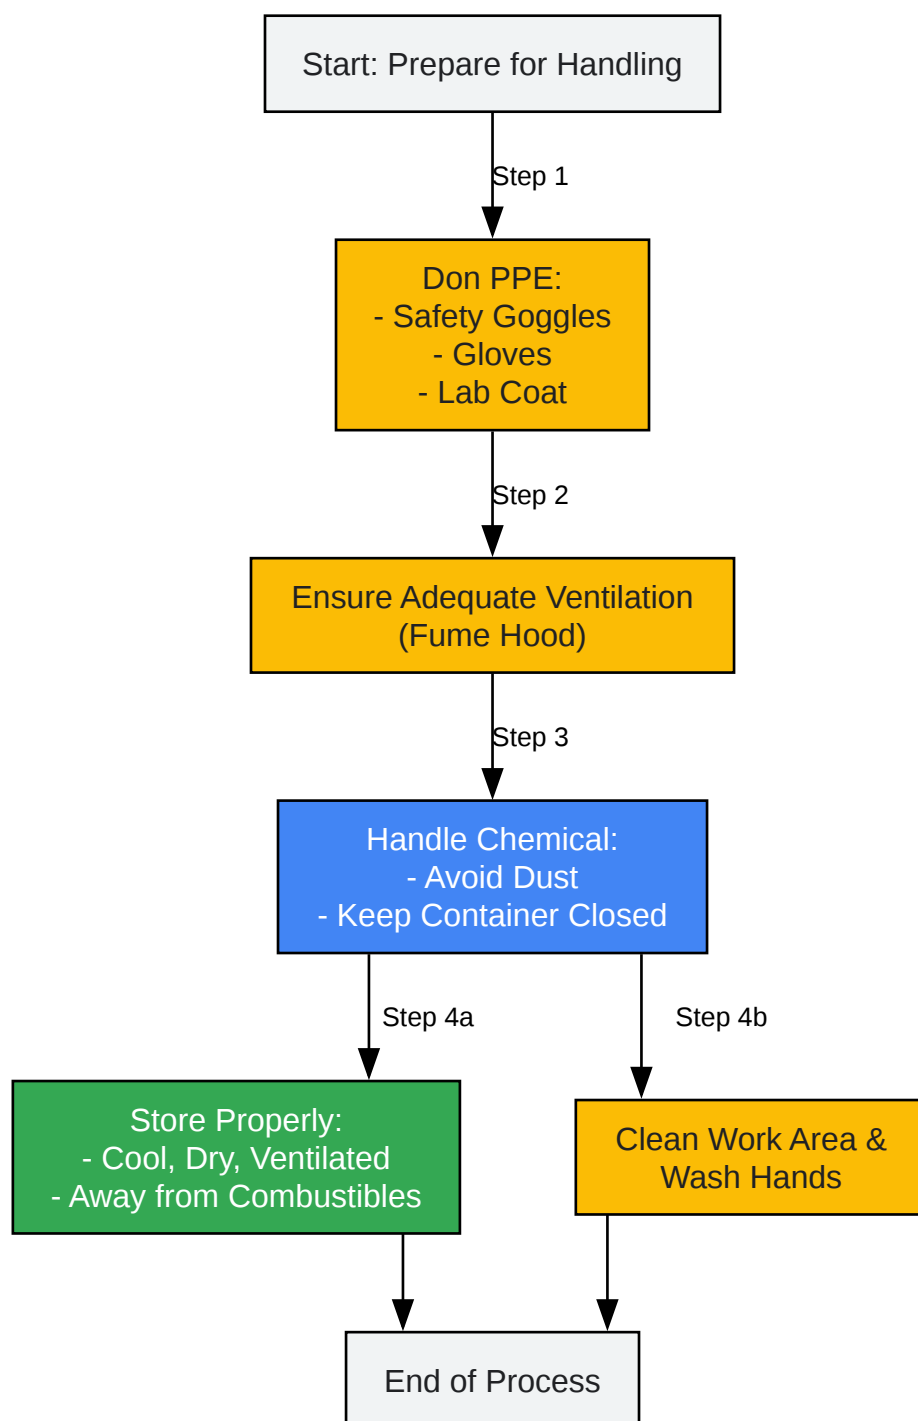 Start: Prepare for Handling
Step 1
Don PPE:
- Safety Goggles
- Gloves
- Lab Coat
Step 2
Ensure Adequate Ventilation
(Fume Hood)
Step 3
Handle Chemical:
- Avoid Dust
- Keep Container Closed
Step 4a
Step 4b
Store Properly:
- Cool, Dry, Ventilated
- Away from Combustibles
Clean Work Area &
Wash Hands
End of Process